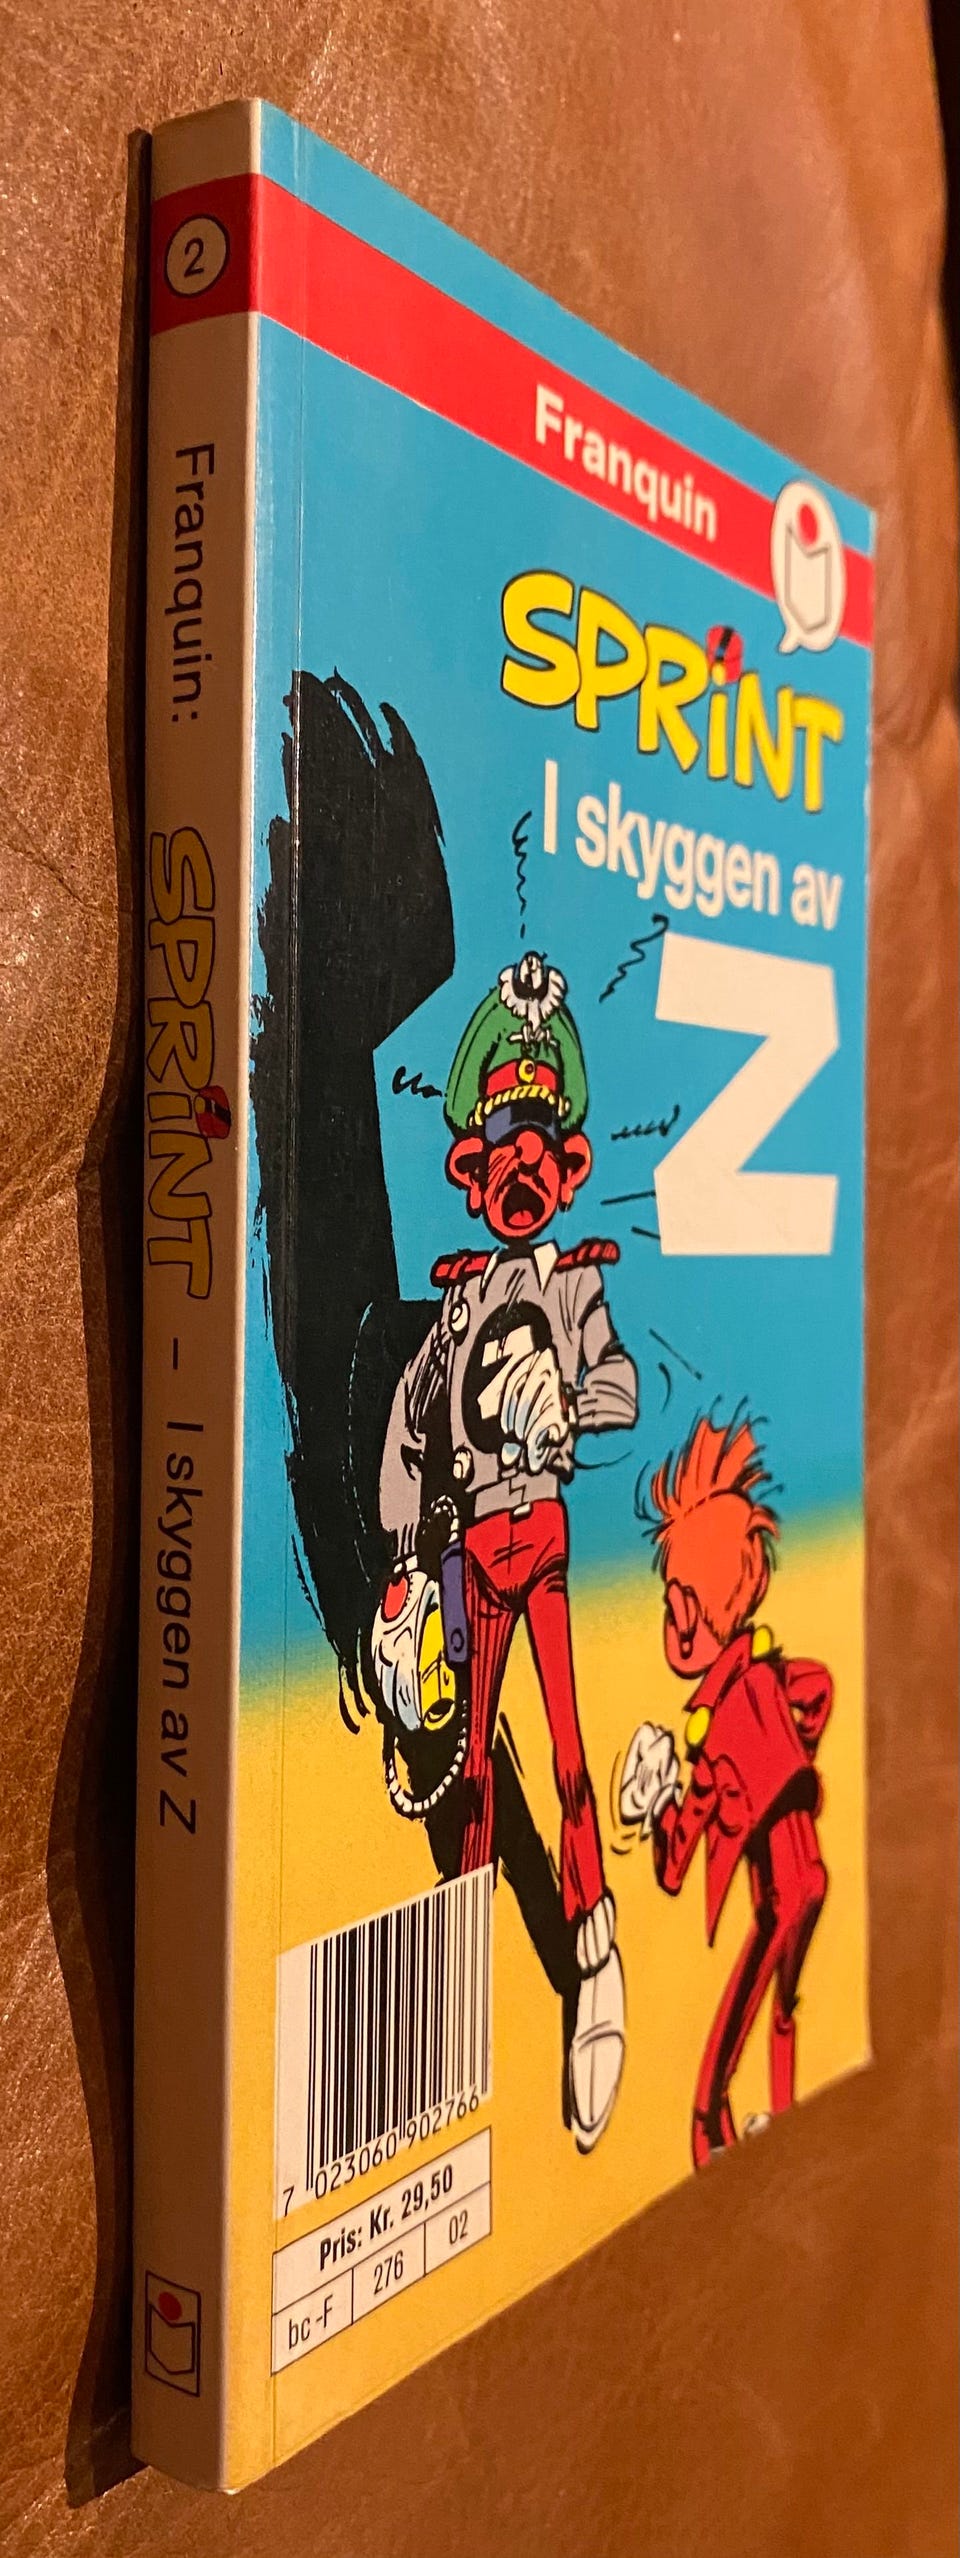 2
Franquin: SPRiNT – I skyggen av Z
Franquin
SPRiNT
I skyggen av
Z
Z
7 023060 902766
Pris: Kr. 29,50
bc-F 276 02